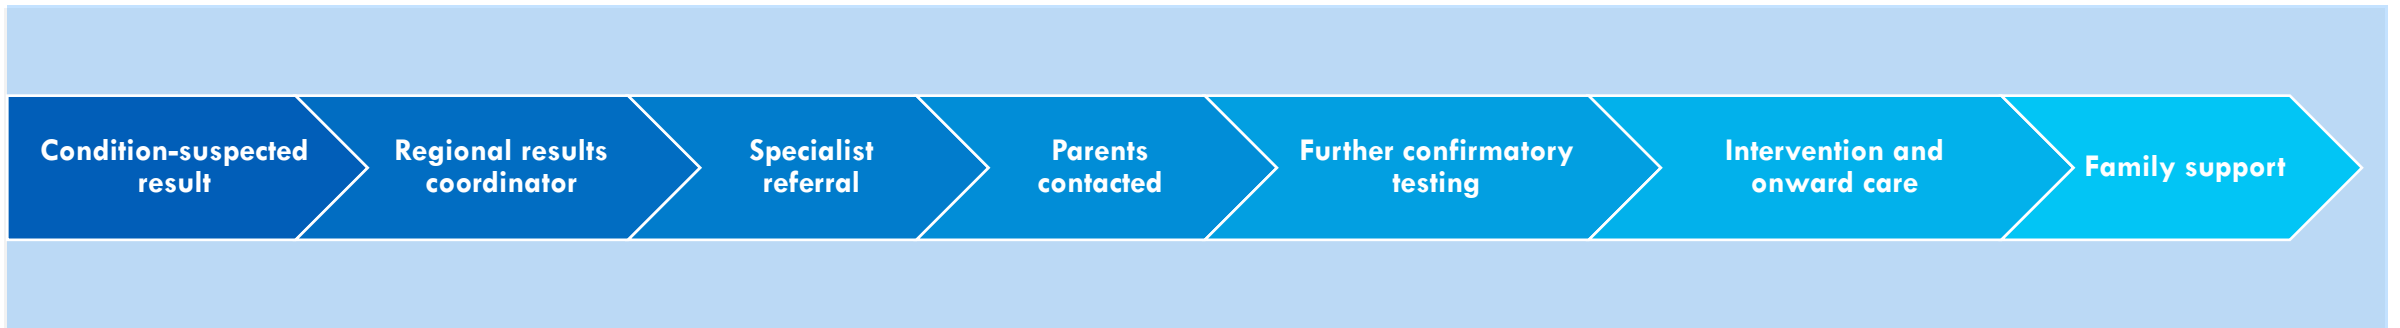 Condition-suspected
result
Regional results
coordinator
Specialist
referral
Parents
contacted
Further confirmatory
testing
Intervention and
onward care
Family support